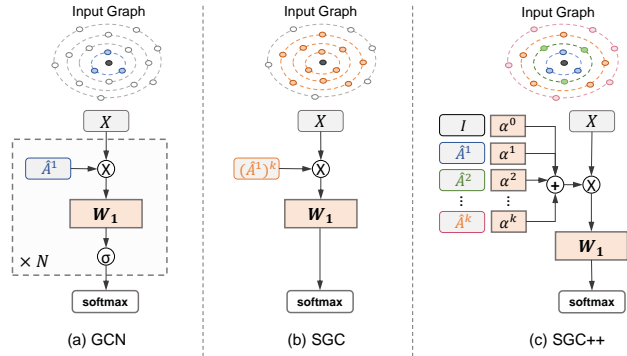 Input Graph
X
Â¹
X
W₁
σ
× N
softmax
(a) GCN
Input Graph
X
(Â¹)ᵏ
X
W₁
softmax
(b) SGC
Input Graph
I α⁰ X
Â¹ α¹
Â² α² + X
⋮ ⋮
Âᵏ αᵏ
W₁
softmax
(c) SGC++